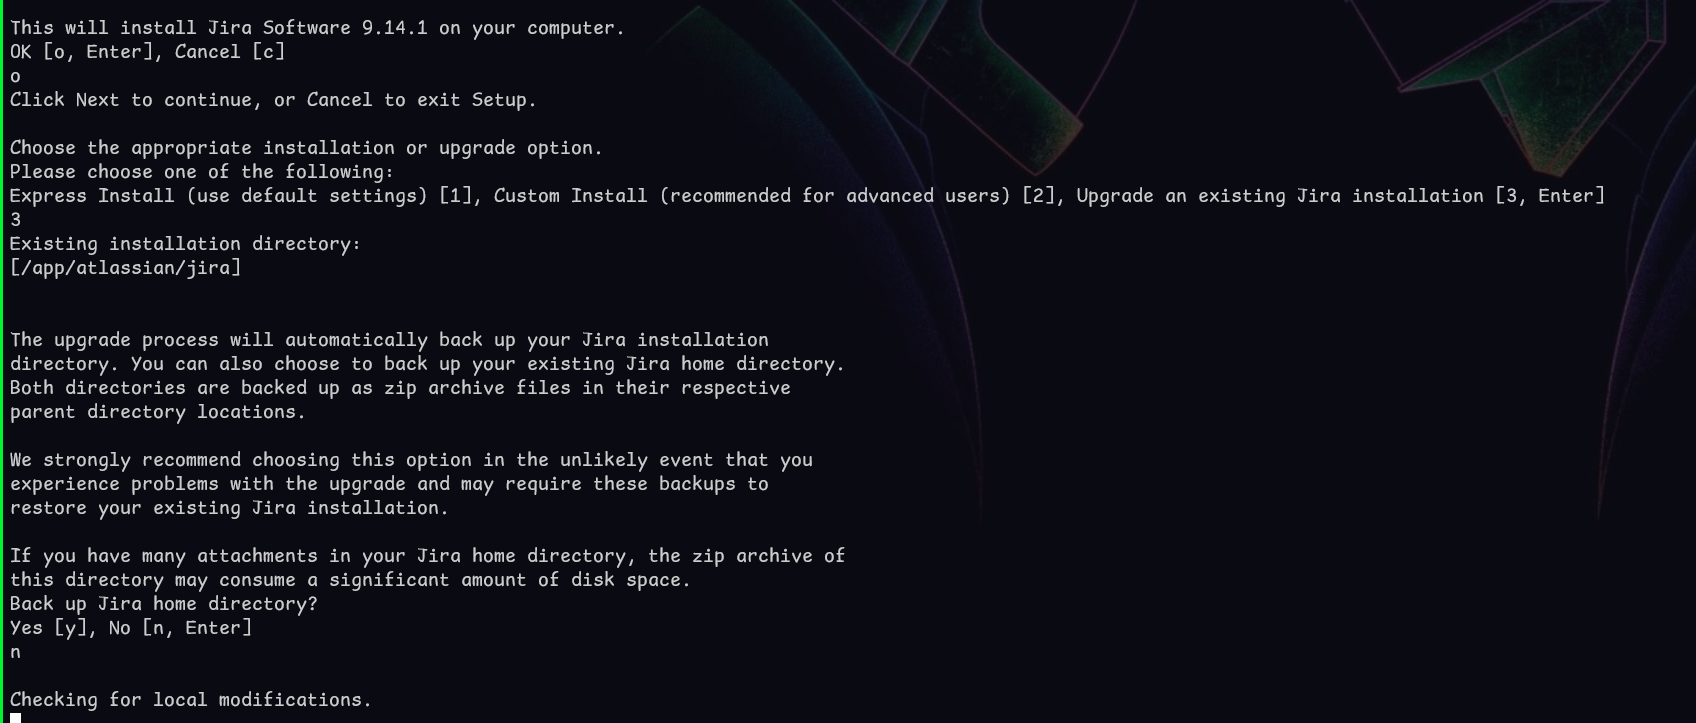 This will install Jira Software 9.14.1 on your computer.
OK [o, Enter], Cancel [c]
o
Click Next to continue, or Cancel to exit Setup.
Choose the appropriate installation or upgrade option.
Please choose one of the following:
Express Install (use default settings) [1], Custom Install (recommended for advanced users) [2], Upgrade an existing Jira installation [3, Enter]
3
Existing installation directory:
[/app/atlassian/jira]
The upgrade process will automatically back up your Jira installation
directory. You can also choose to back up your existing Jira home directory.
Both directories are backed up as zip archive files in their respective
parent directory locations.
We strongly recommend choosing this option in the unlikely event that you
experience problems with the upgrade and may require these backups to
restore your existing Jira installation.
If you have many attachments in your Jira home directory, the zip archive of
this directory may consume a significant amount of disk space.
Back up Jira home directory?
Yes [y], No [n, Enter]
n
Checking for local modifications.